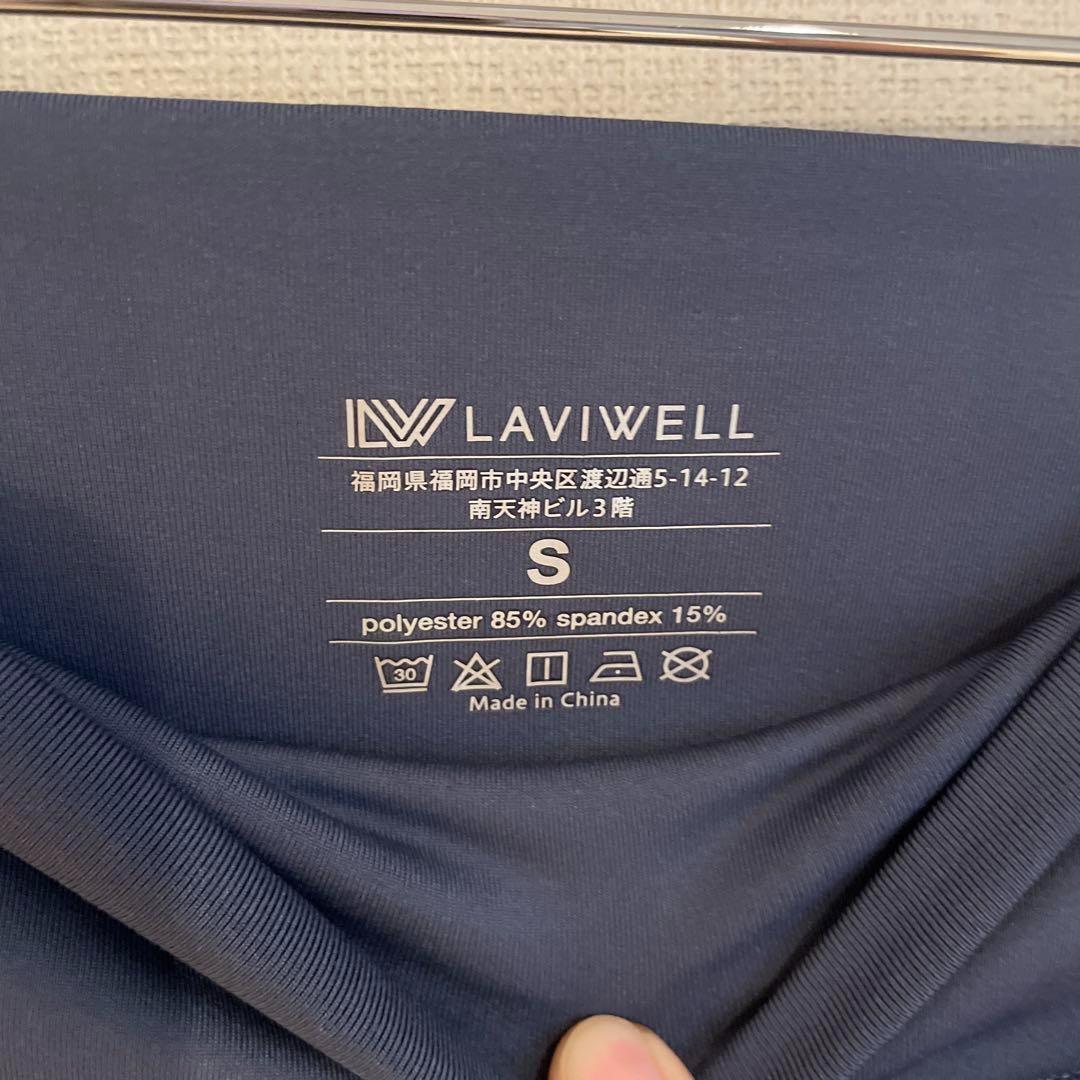 LAVIWELL
福岡県福岡市中央区渡辺通5-14-12
南天神ビル3階
S
polyester 85% spandex 15%
30
Made in China